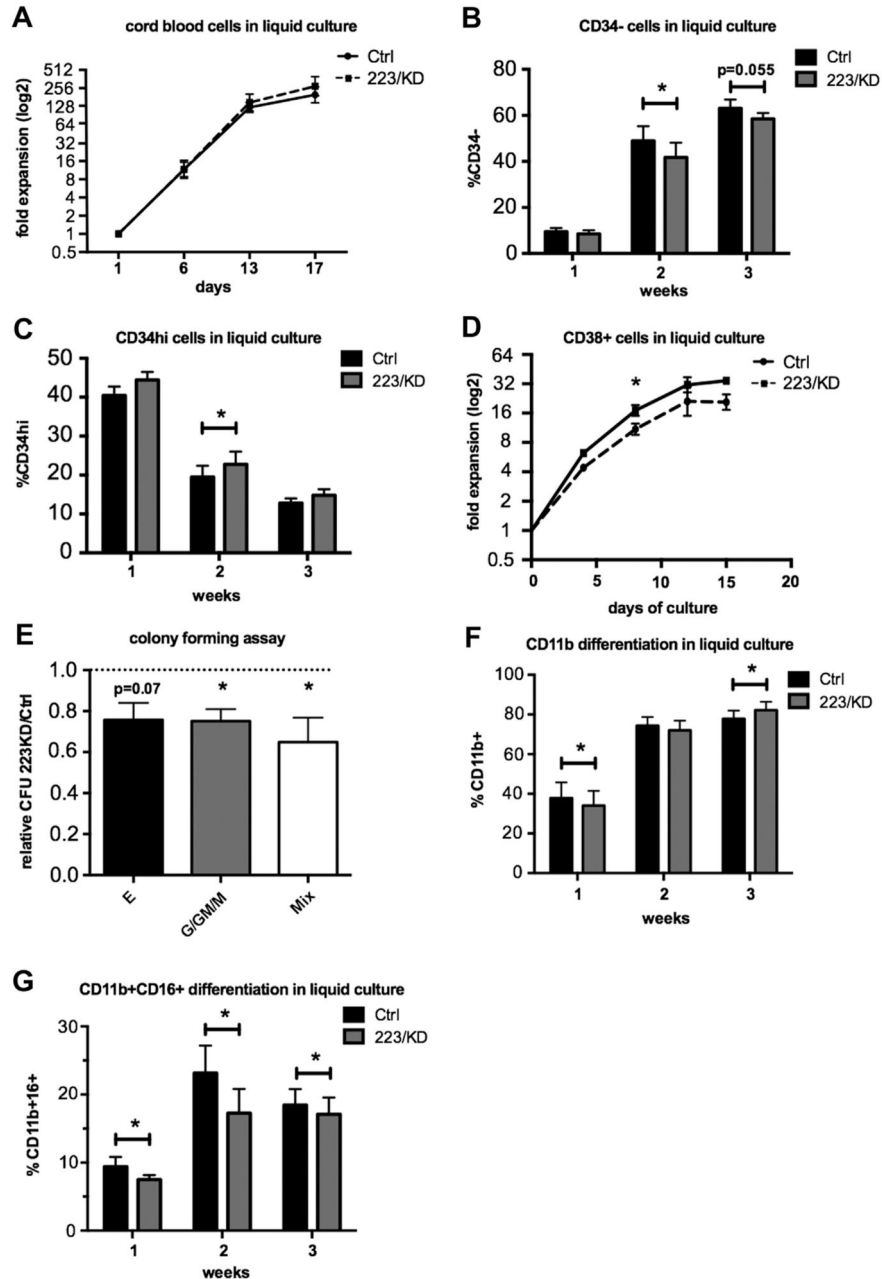 A
cord blood cells in liquid culture
Ctrl
223/KD
fold expansion (log2)
512
256
128
64
32
16
8
4
2
1
0.5
1 6 13 17
days
B
CD34- cells in liquid culture
Ctrl
223/KD
%CD34-
80
60
40
20
0
*
p=0.055
1 2 3
weeks
C
CD34hi cells in liquid culture
Ctrl
223/KD
%CD34hi
50
40
30
20
10
0
*
1 2 3
weeks
D
CD38+ cells in liquid culture
Ctrl
223/KD
fold expansion (log2)
64
32
16
8
4
2
1
0.5
*
0 5 10 15 20
days of culture
E
colony forming assay
relative CFU 223KD/Ctrl
1.0
0.8
0.6
0.4
0.2
0.0
p=0.07 * *
E G/GM/M Mix
F
CD11b differentiation in liquid culture
Ctrl
223/KD
% CD11b+
100
80
60
40
20
0
* *
1 2 3
weeks
G
CD11b+CD16+ differentiation in liquid culture
Ctrl
223/KD
% CD11b+16+
30
20
10
0
* * *
1 2 3
weeks